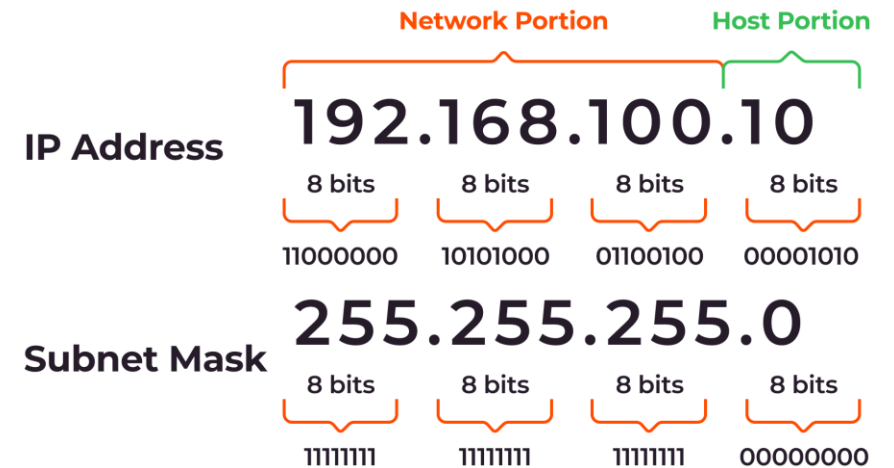 Network Portion Host Portion
IP Address 192.168.100.10
8 bits 8 bits 8 bits 8 bits
11000000 10101000 01100100 00001010
Subnet Mask 255.255.255.0
8 bits 8 bits 8 bits 8 bits
11111111 11111111 11111111 00000000